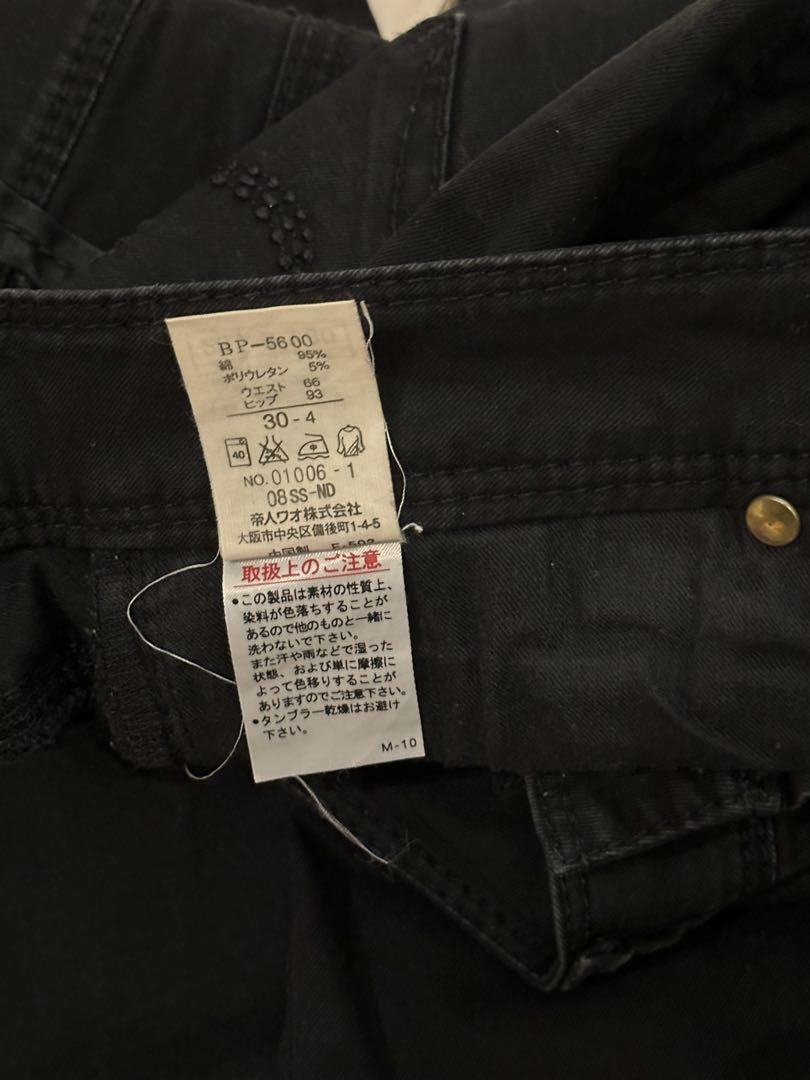 BP-5600
綿 95%
ポリウレタン 5%
ウエスト 66
ヒップ 93
30-4
40 中
NO.01006-1
08SS-ND
帝人ワオ株式会社
大阪市中央区備後町1-4-5
中国製
取扱上のご注意
●この製品は素材の性質上、
染料が色落ちすることが
あるので他のものと一緒に
洗わないで下さい。
また汗や雨などで湿った
状態、および単に摩擦に
よって色移りすることが
ありますのでご注意下さい。
●タンブラー乾燥はお避け
下さい。
M-10